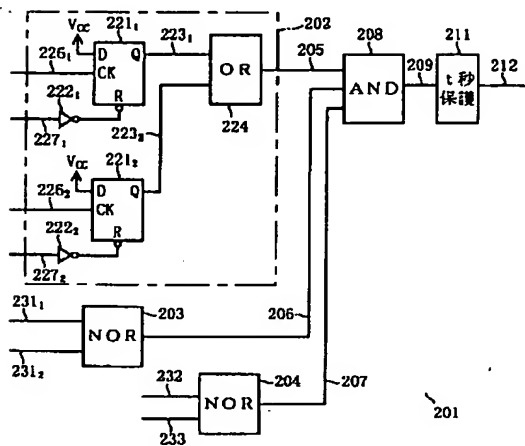 V_CC 221₁ 223₁ 202
226₁ D Q 205 208 211
CK OR AND 209 t秒 212
222₁ R 保護
227₁ 223₂ 224
V_CC 221₂
226₂ D Q
CK
222₂ R
227₂
231₁ 203 206
NOR
231₂ 232 204 207
NOR
233 201